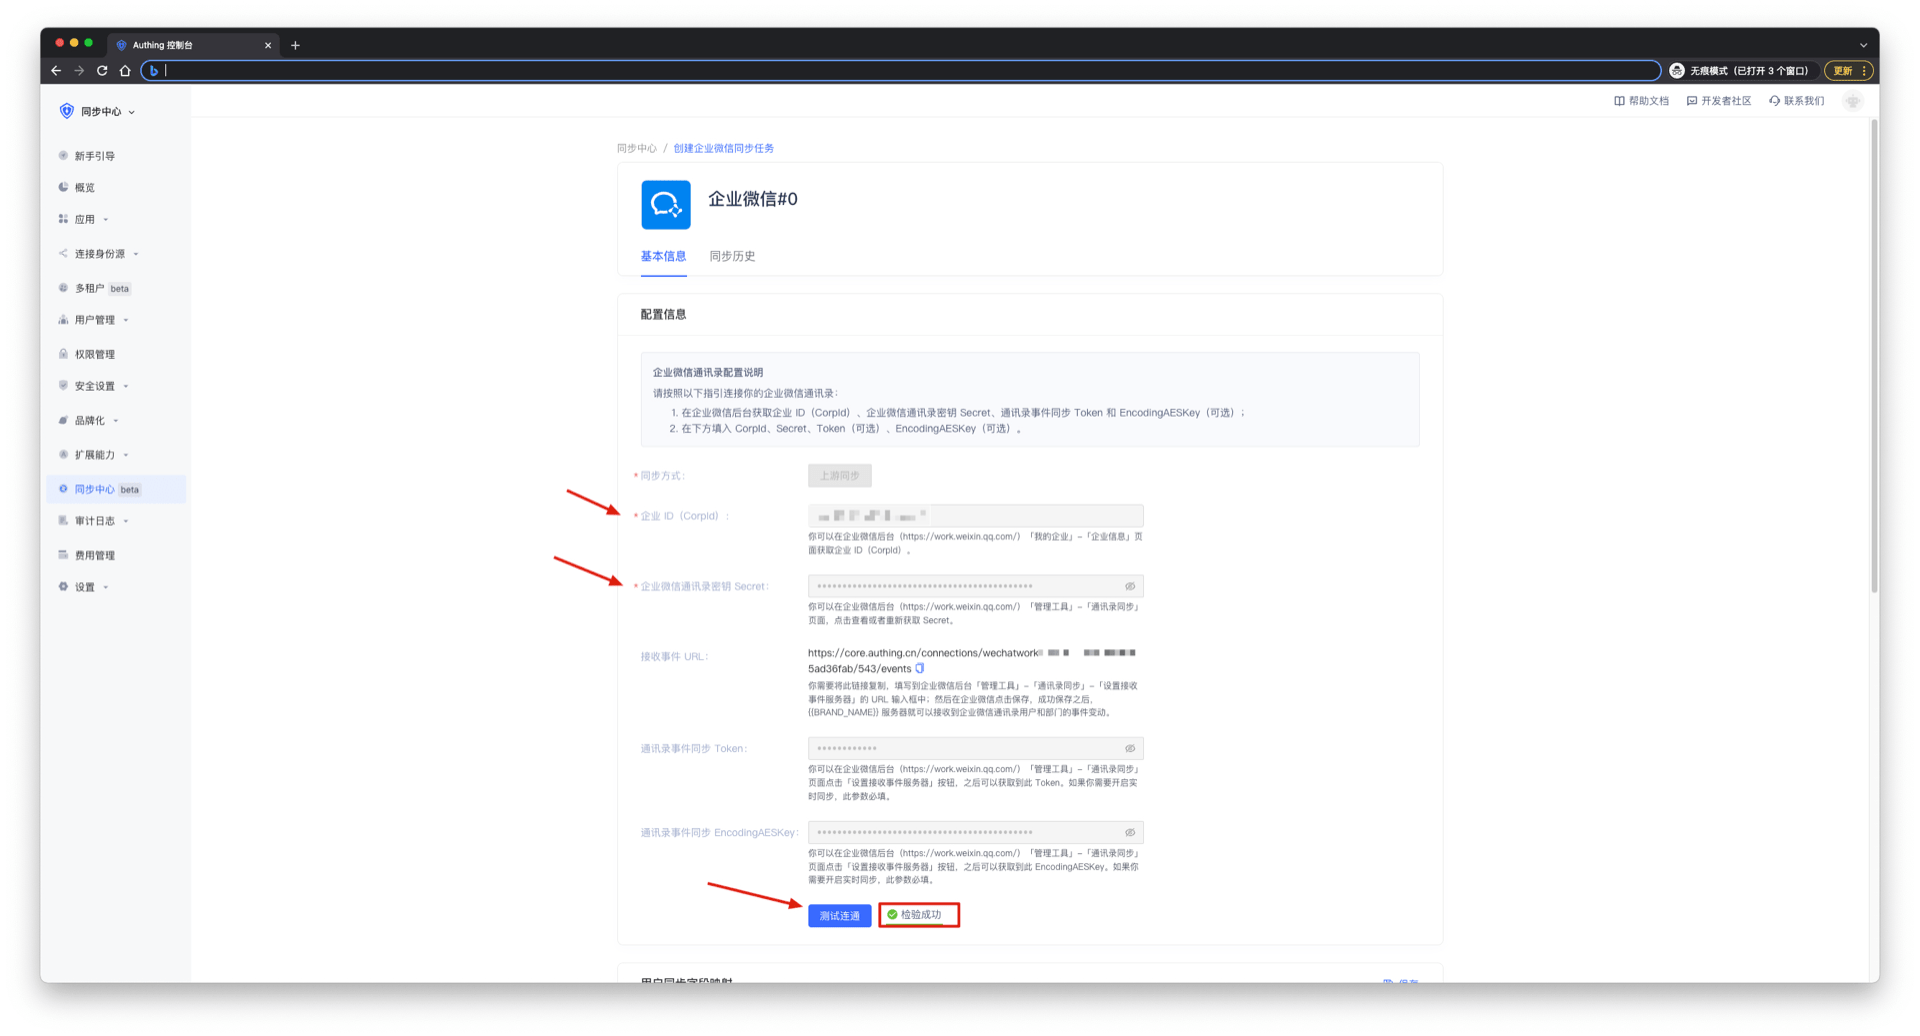 Authing 控制台
无痕模式（已打开 3 个窗口）
更新
同步中心
帮助文档
开发者社区
联系我们
新手引导
概览
应用
连接身份源
多租户 beta
用户管理
权限管理
安全设置
品牌化
扩展能力
同步中心 beta
审计日志
费用管理
设置
同步中心 / 创建企业微信同步任务
企业微信#0
基本信息
同步历史
配置信息
企业微信通讯录配置说明
请按照以下指引连接你的企业微信通讯录：
1. 在企业微信后台获取企业 ID（CorpId）、企业微信通讯录密钥 Secret、通讯录事件同步 Token 和 EncodingAESKey（可选）；
2. 在下方填入 CorpId、Secret、Token（可选）、EncodingAESKey（可选）。
* 同步方式：
上游同步
* 企业 ID（CorpId）：
你可以在企业微信后台（https://work.weixin.qq.com/）「我的企业」–「企业信息」页
面获取企业 ID（CorpId）。
* 企业微信通讯录密钥 Secret：
你可以在企业微信后台（https://work.weixin.qq.com/）「管理工具」–「通讯录同步」
页面，点击查看或者重新获取 Secret。
接收事件 URL：
https://core.authing.cn/connections/wechatwork
5ad36fab/543/events
你需要将此链接复制，填写到企业微信后台「管理工具」–「通讯录同步」–「设置接收
事件服务器」的 URL 输入框中；然后在企业微信点击保存，成功保存之后，
{{BRAND_NAME}} 服务器就可以接收到企业微信通讯录用户和部门的事件变动。
通讯录事件同步 Token：
你可以在企业微信后台（https://work.weixin.qq.com/）「管理工具」–「通讯录同步」
页面点击「设置接收事件服务器」按钮，之后可以获取到此 Token。如果你需要开启实
时同步，此参数必填。
通讯录事件同步 EncodingAESKey：
你可以在企业微信后台（https://work.weixin.qq.com/）「管理工具」–「通讯录同步」
页面点击「设置接收事件服务器」按钮，之后可以获取到此 EncodingAESKey。如果你
需要开启实时同步，此参数必填。
测试连通
检验成功
用户同步字段映射
保存